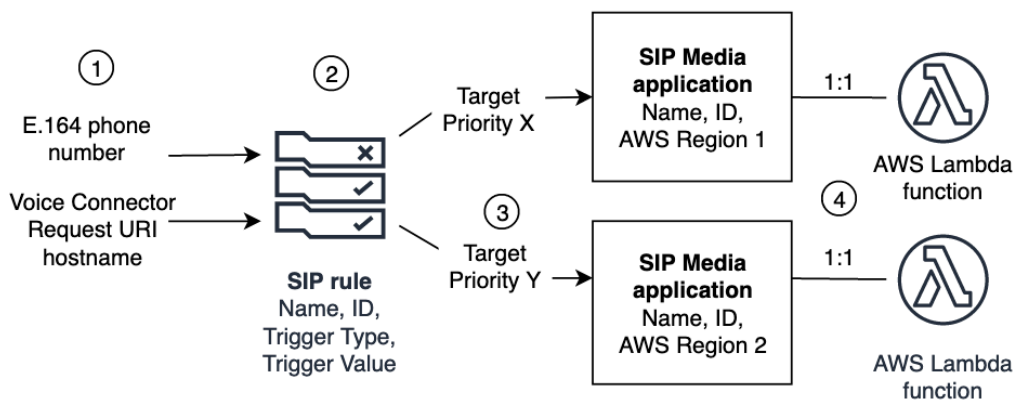 1
E.164 phone
number
Voice Connector
Request URI
hostname
2
SIP rule
Name, ID,
Trigger Type,
Trigger Value
Target
Priority X
3
Target
Priority Y
SIP Media
application
Name, ID,
AWS Region 1
SIP Media
application
Name, ID,
AWS Region 2
1:1
AWS Lambda
function
4
1:1
AWS Lambda
function